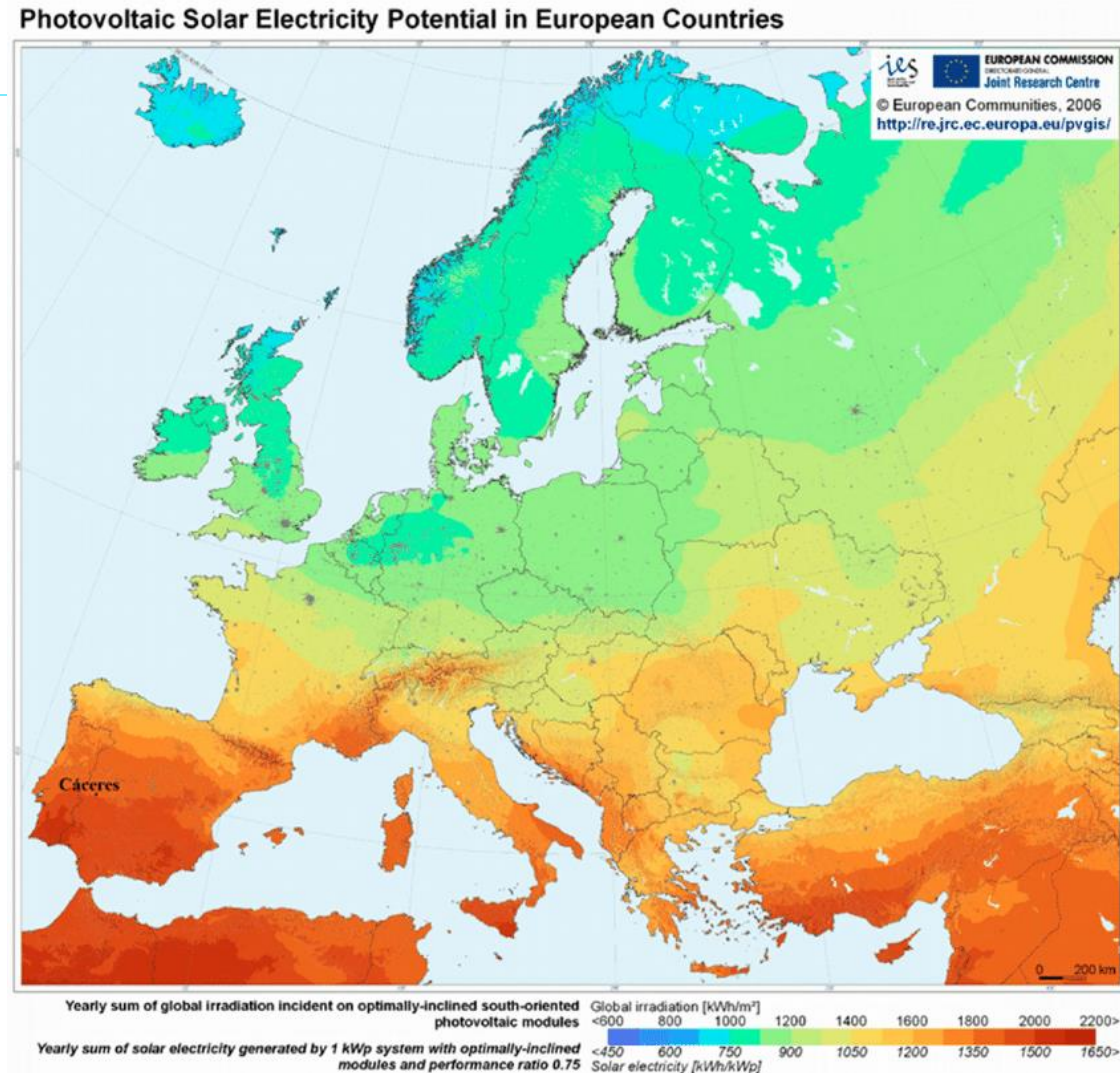 Photovoltaic Solar Electricity Potential in European Countries
ies
EUROPEAN COMMISSION
DIRECTORATE-GENERAL
Joint Research Centre
© European Communities, 2006
http://re.jrc.ec.europa.eu/pvgis/
Cáceres
0 200 km
Yearly sum of global irradiation incident on optimally-inclined south-oriented
photovoltaic modules
Yearly sum of solar electricity generated by 1 kWp system with optimally-inclined
modules and performance ratio 0.75
Global irradiation [kWh/m²]
<600 800 1000 1200 1400 1600 1800 2000 2200>
<450 600 750 900 1050 1200 1350 1500 1650>
Solar electricity [kWh/kWp]